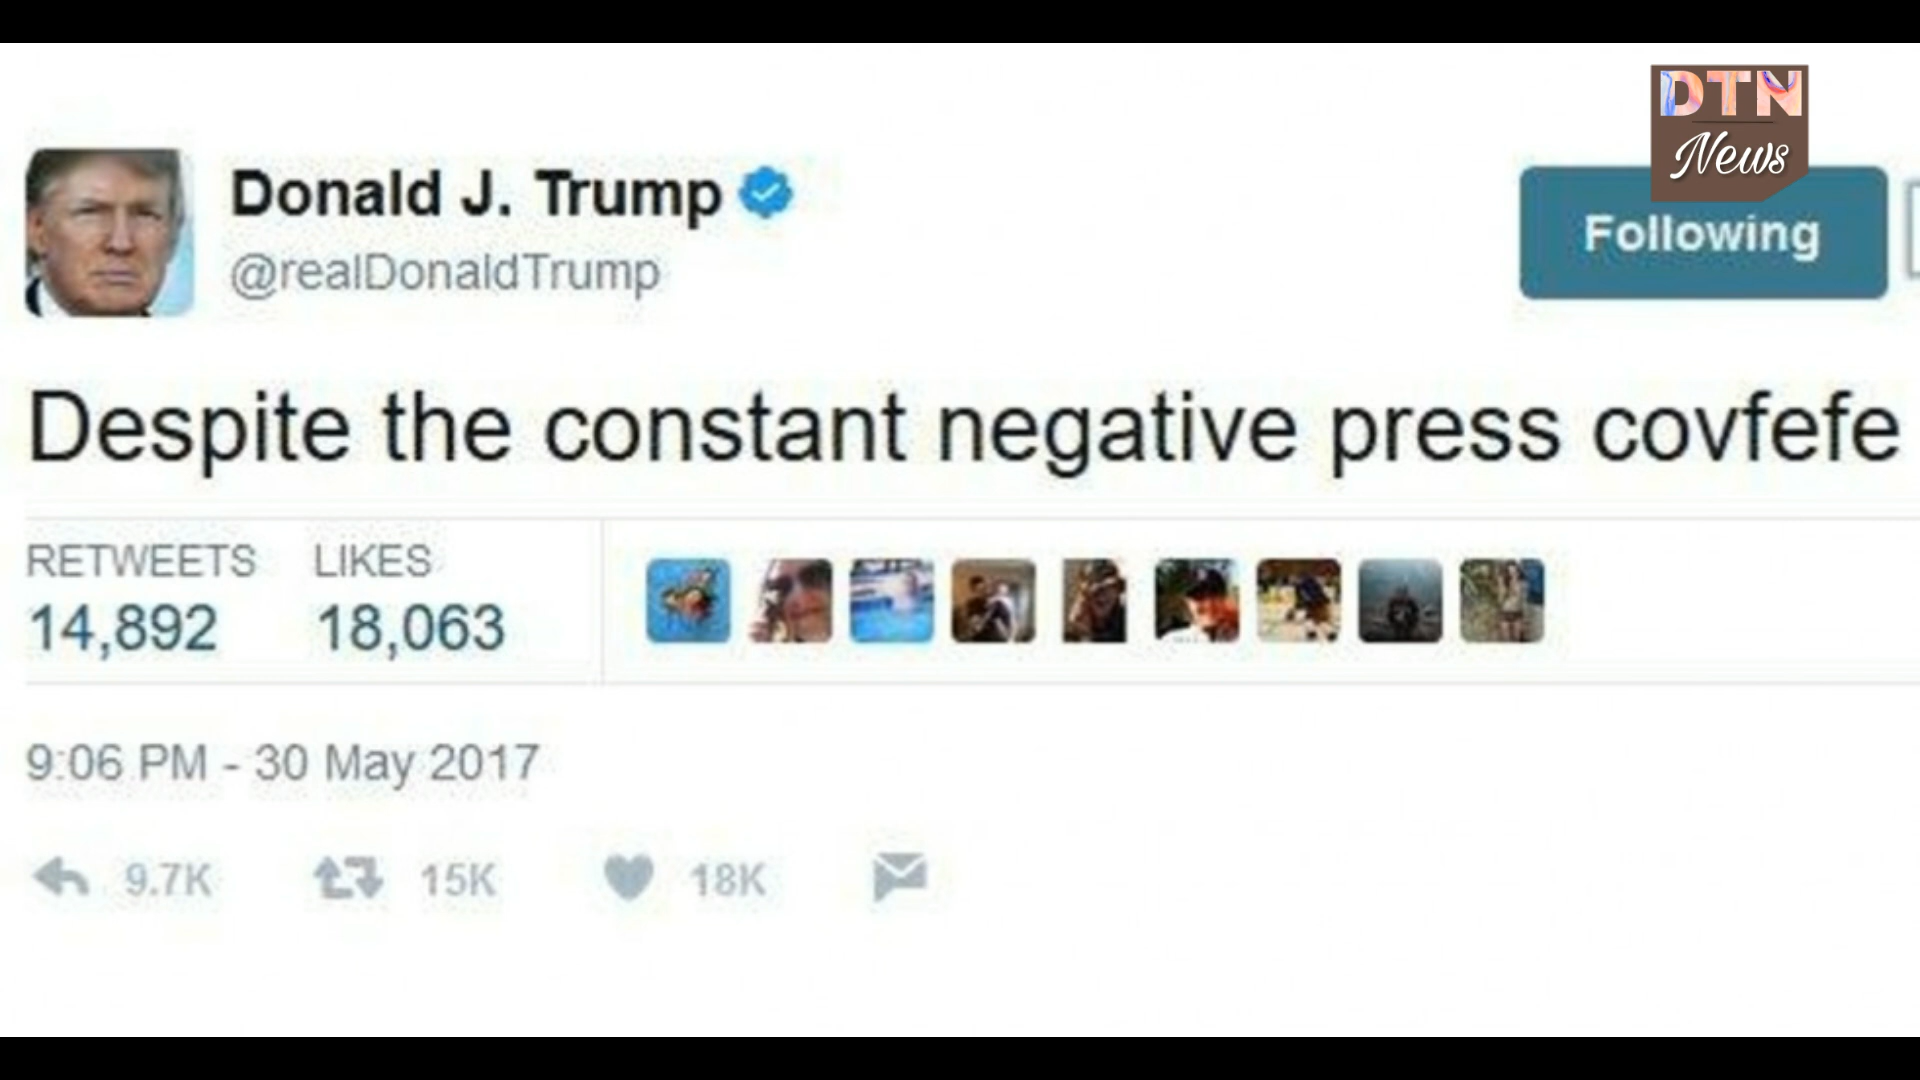 DTN
News
Donald J. Trump
@realDonaldTrump
Following
Despite the constant negative press covfefe
RETWEETS LIKES
14,892 18,063
9:06 PM - 30 May 2017
9.7K 15K 18K